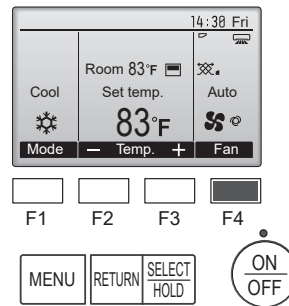 14:30 Fri
Room 83°F
Cool Set temp. Auto
83°F
Mode − Temp. + Fan
F1 F2 F3 F4
MENU RETURN SELECT HOLD ON OFF